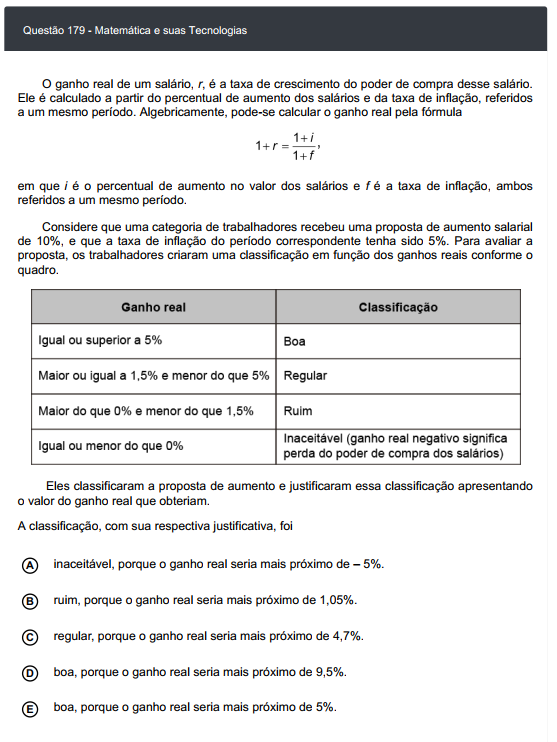 Questão 179 - Matemática e suas Tecnologias
O ganho real de um salário, r, é a taxa de crescimento do poder de compra desse salário.
Ele é calculado a partir do percentual de aumento dos salários e da taxa de inflação, referidos
a um mesmo período. Algebricamente, pode-se calcular o ganho real pela fórmula
1+r = (1+i)/(1+f),
em que i é o percentual de aumento no valor dos salários e f é a taxa de inflação, ambos
referidos a um mesmo período.
Considere que uma categoria de trabalhadores recebeu uma proposta de aumento salarial
de 10%, e que a taxa de inflação do período correspondente tenha sido 5%. Para avaliar a
proposta, os trabalhadores criaram uma classificação em função dos ganhos reais conforme o
quadro.
Ganho real Classificação
Igual ou superior a 5% Boa
Maior ou igual a 1,5% e menor do que 5% Regular
Maior do que 0% e menor do que 1,5% Ruim
Igual ou menor do que 0% Inaceitável (ganho real negativo significa
perda do poder de compra dos salários)
Eles classificaram a proposta de aumento e justificaram essa classificação apresentando
o valor do ganho real que obteriam.
A classificação, com sua respectiva justificativa, foi
A inaceitável, porque o ganho real seria mais próximo de – 5%.
B ruim, porque o ganho real seria mais próximo de 1,05%.
C regular, porque o ganho real seria mais próximo de 4,7%.
D boa, porque o ganho real seria mais próximo de 9,5%.
E boa, porque o ganho real seria mais próximo de 5%.